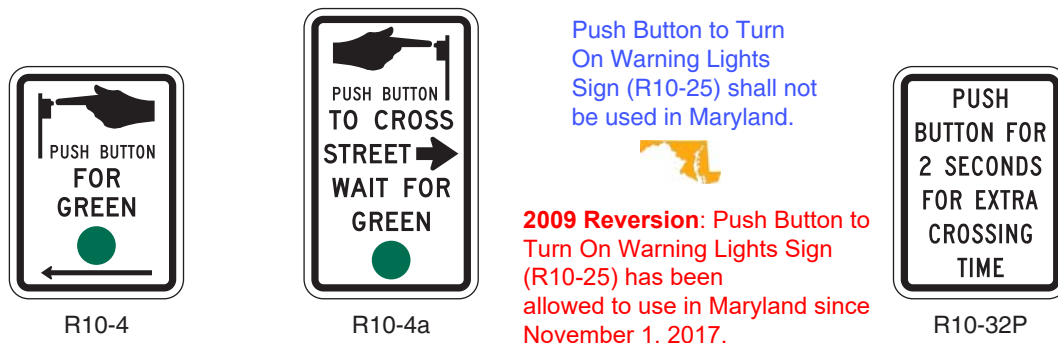 PUSH BUTTON
FOR
GREEN
R10-4
PUSH BUTTON
TO CROSS
STREET
WAIT FOR
GREEN
R10-4a
Push Button to Turn
On Warning Lights
Sign (R10-25) shall not
be used in Maryland.
2009 Reversion: Push Button to
Turn On Warning Lights Sign
(R10-25) has been
allowed to use in Maryland since
November 1, 2017.
PUSH
BUTTON FOR
2 SECONDS
FOR EXTRA
CROSSING
TIME
R10-32P